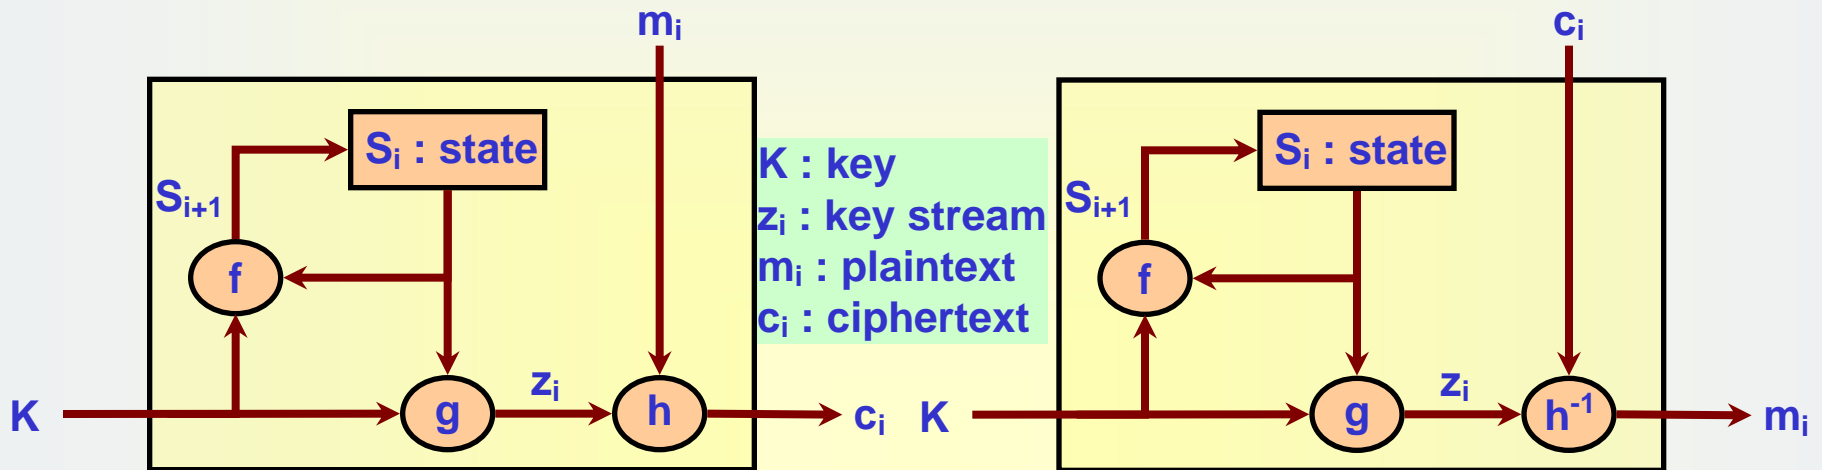 mᵢ
Sᵢ : state
Sᵢ₊₁
f
K
g
zᵢ
h
cᵢ
K : key
zᵢ : key stream
mᵢ : plaintext
cᵢ : ciphertext
cᵢ
Sᵢ : state
Sᵢ₊₁
f
K
g
zᵢ
h⁻¹
mᵢ